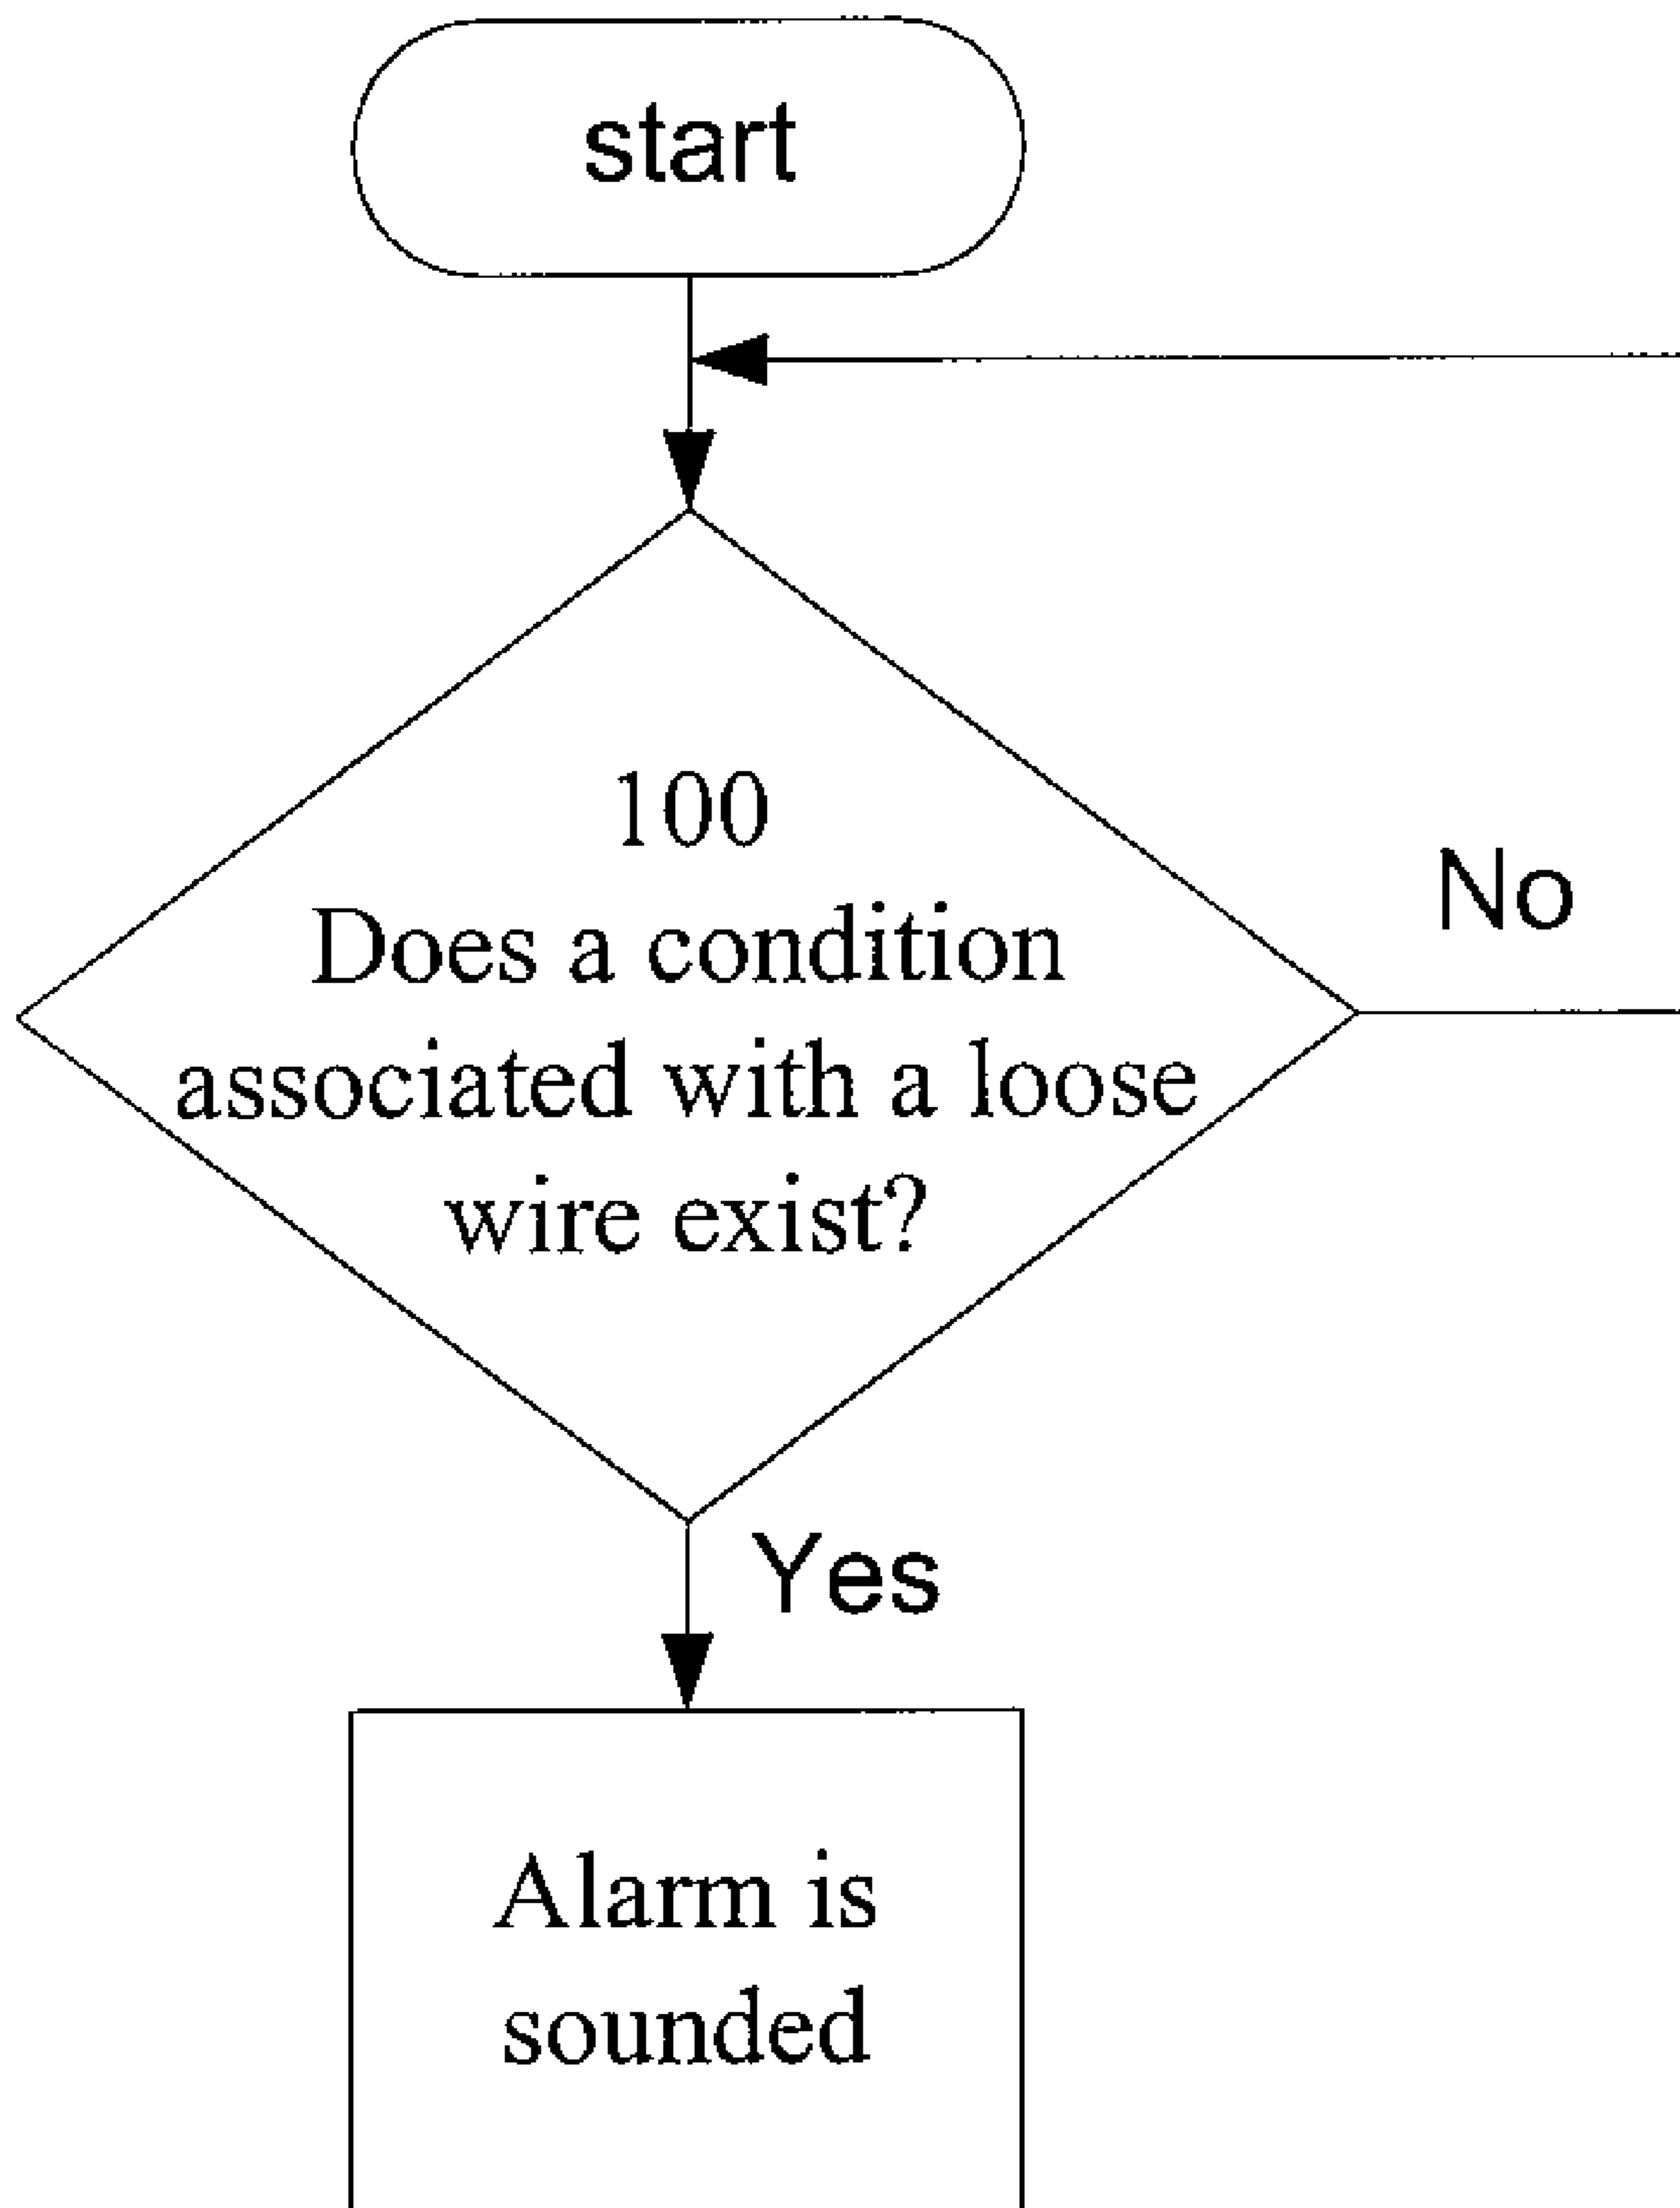 start
100
Does a condition
No
associated with a loose
wire exist?
Yes
Alarm is
sounded